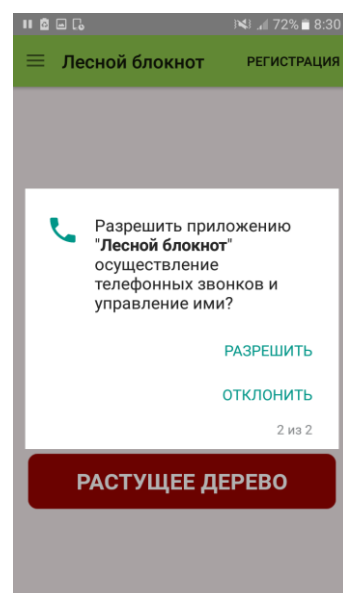 72% 8:30
Лесной блокнот РЕГИСТРАЦИЯ
Разрешить приложению
"Лесной блокнот"
осуществление
телефонных звонков и
управление ими?
РАЗРЕШИТЬ
ОТКЛОНИТЬ
2 из 2
РАСТУЩЕЕ ДЕРЕВО